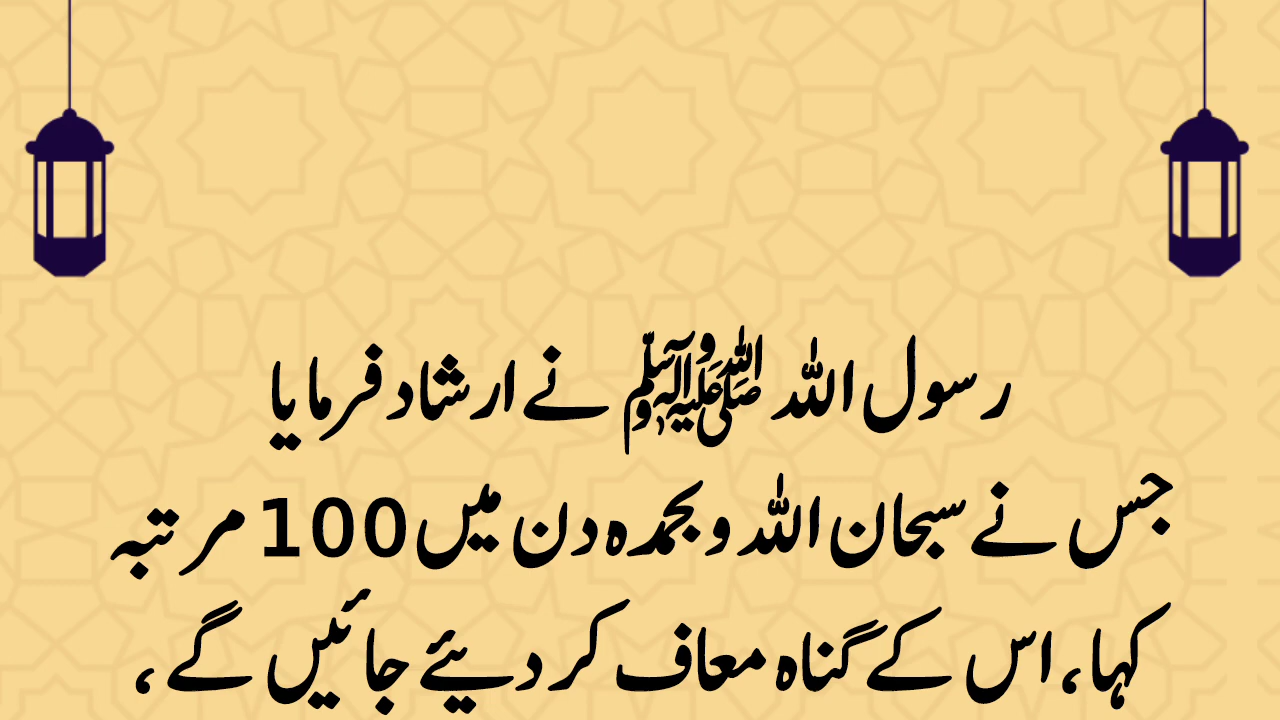 رسول اللہ ﷺ نے ارشاد فرمایا
جس نے سبحان اللہ وبحمدہ دن میں 100 مرتبہ
کہا، اس کے گناہ معاف کر دیئے جائیں گے،